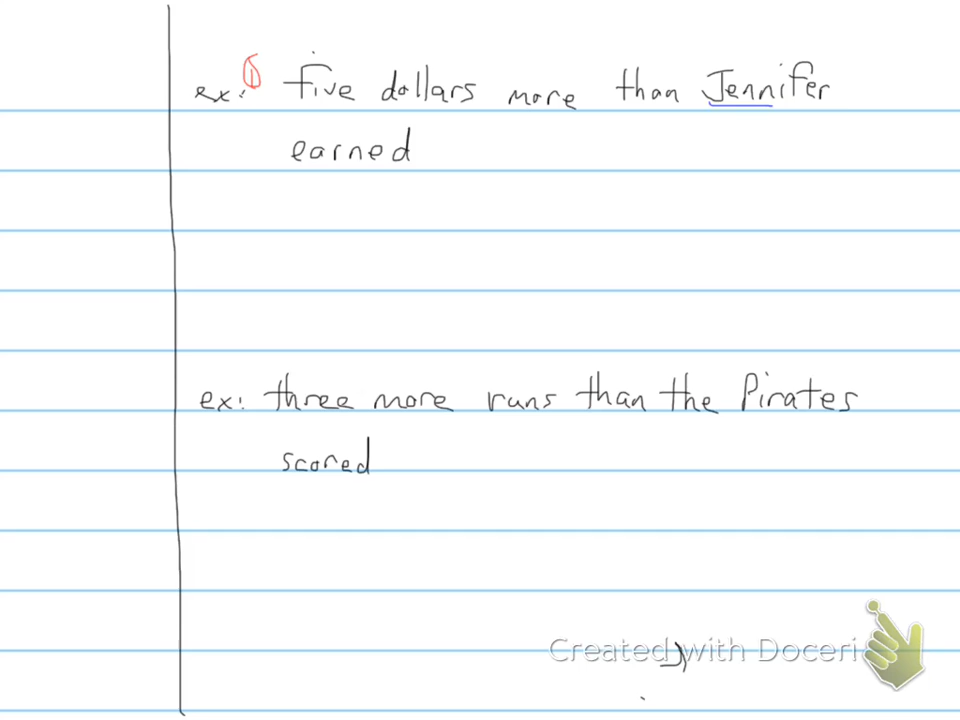 ex: ① five dollars more than Jennifer
earned
ex: three more runs than the Pirates
scored
Created with Doceri